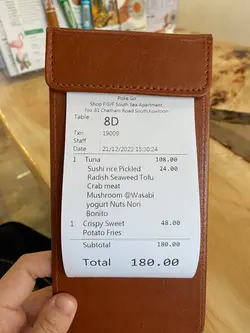 Poke Go
Shop F,G/F South Sea Apartment,
No. 81 Chatham Road South Kowloon
Table 8D
Txn : 19009
Staff
Date : 21/12/2022 15:30:24
1 Tuna 108.00
Sushi rice Pickled 24.00
Radish Seaweed Tofu
Crab meat
Mushroom @Wasabi
yogurt Nuts Nori
Bonito
1 Crispy Sweet 48.00
Potato Fries
Subtotal 180.00
Total 180.00